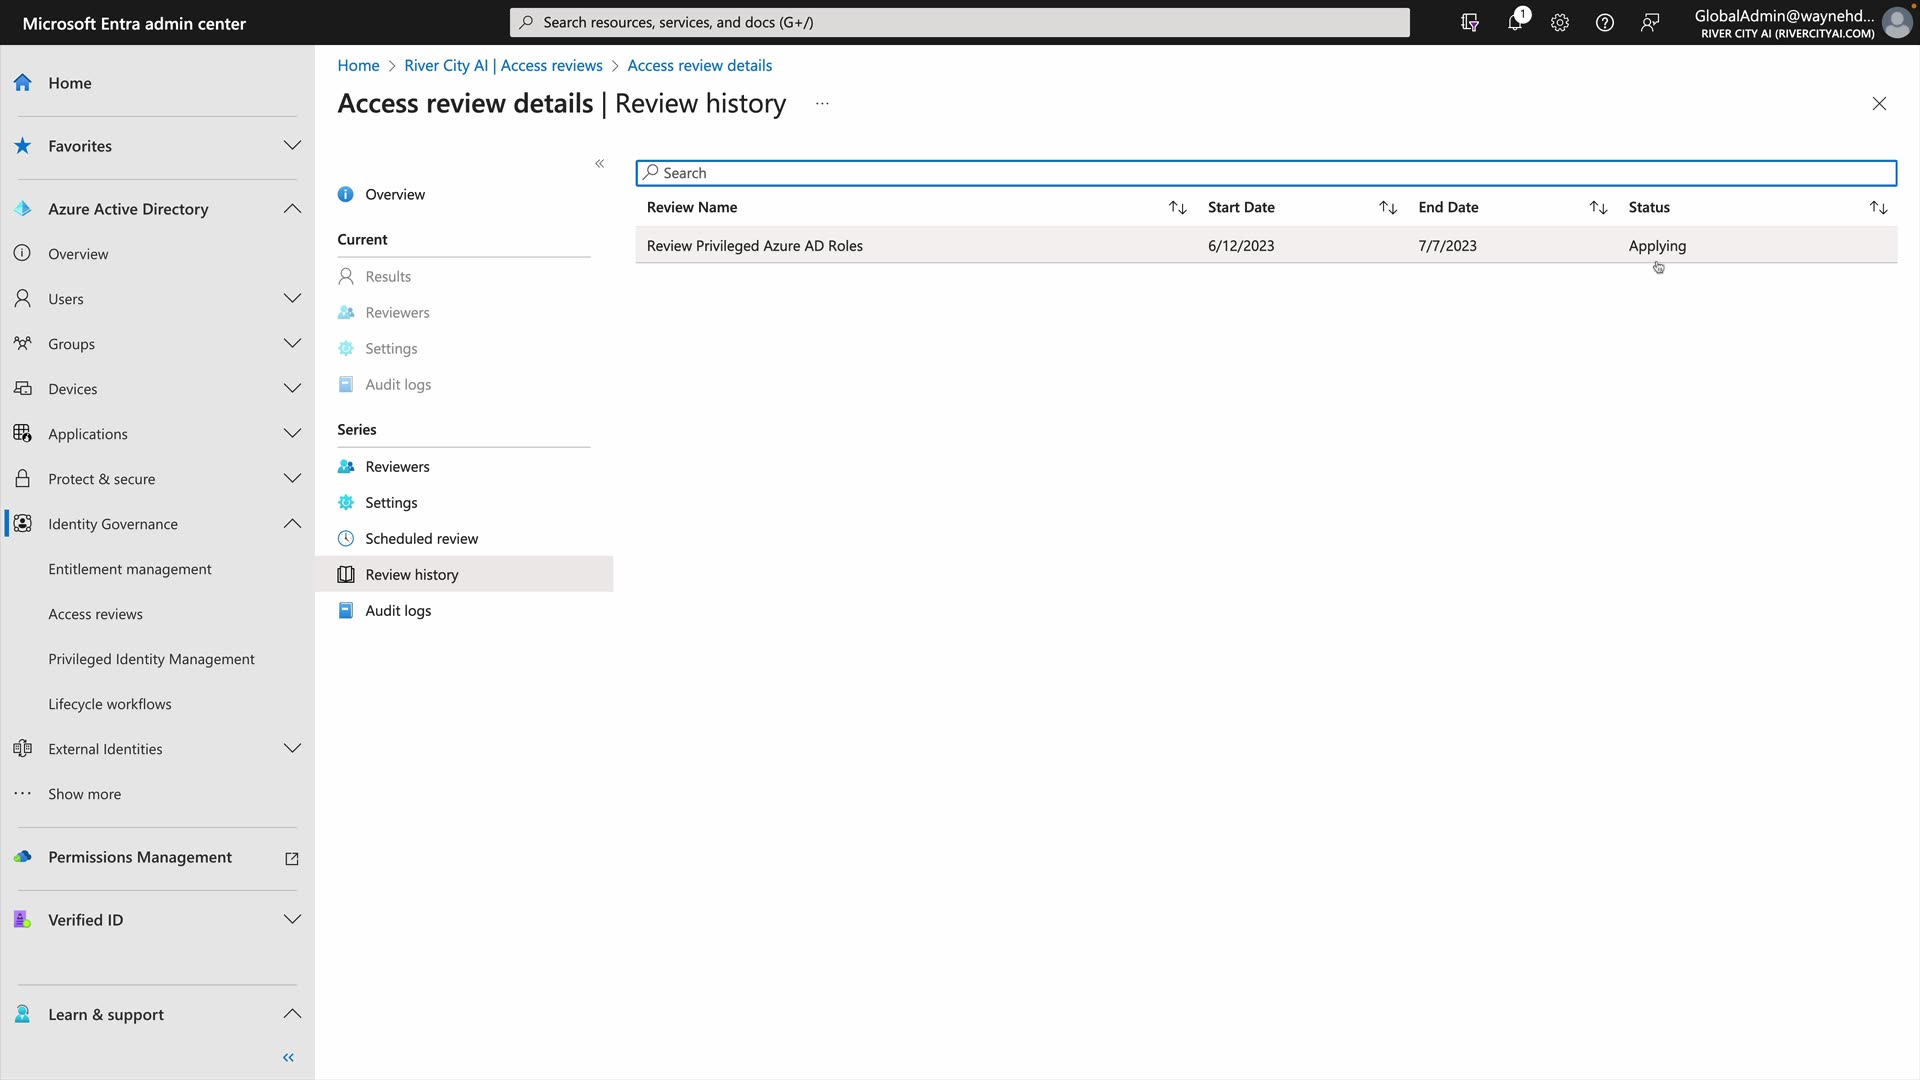 Microsoft Entra admin center
Search resources, services, and docs (G+/)
1
GlobalAdmin@waynehd...
RIVER CITY AI (RIVERCITYAI.COM)
Home
Favorites
Azure Active Directory
Overview
Users
Groups
Devices
Applications
Protect & secure
Identity Governance
Entitlement management
Access reviews
Privileged Identity Management
Lifecycle workflows
External Identities
Show more
Permissions Management
Verified ID
Learn & support
Home > River City AI | Access reviews > Access review details
Access review details | Review history ...
Overview
Current
Results
Reviewers
Settings
Audit logs
Series
Reviewers
Settings
Scheduled review
Review history
Audit logs
Search
Review Name Start Date End Date Status
Review Privileged Azure AD Roles 6/12/2023 7/7/2023 Applying